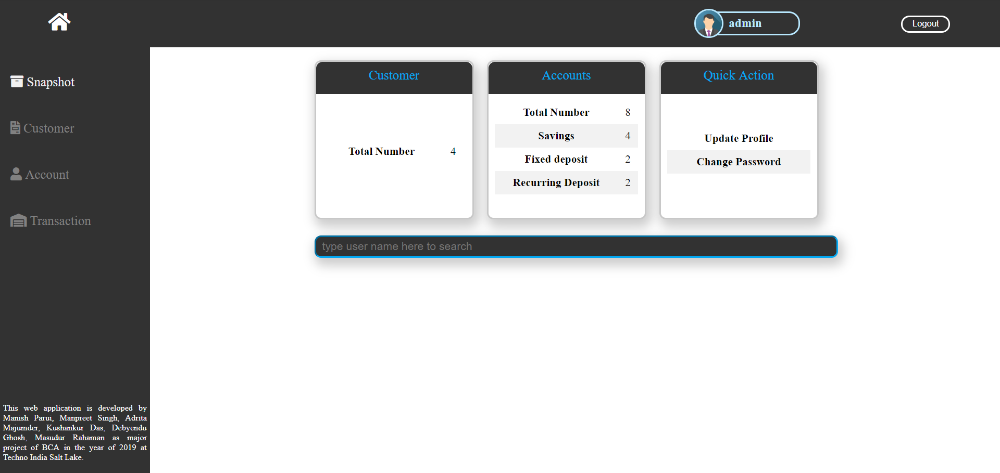 admin
Logout
Snapshot
Customer
Account
Transaction
Customer
Total Number 4
Accounts
Total Number 8
Savings 4
Fixed deposit 2
Recurring Deposit 2
Quick Action
Update Profile
Change Password
type user name here to search
This web application is developed by
Manish Parui, Manpreet Singh, Adrita
Majumder, Kushankur Das, Debyendu
Ghosh, Masudur Rahaman as major
project of BCA in the year of 2019 at
Techno India Salt Lake.